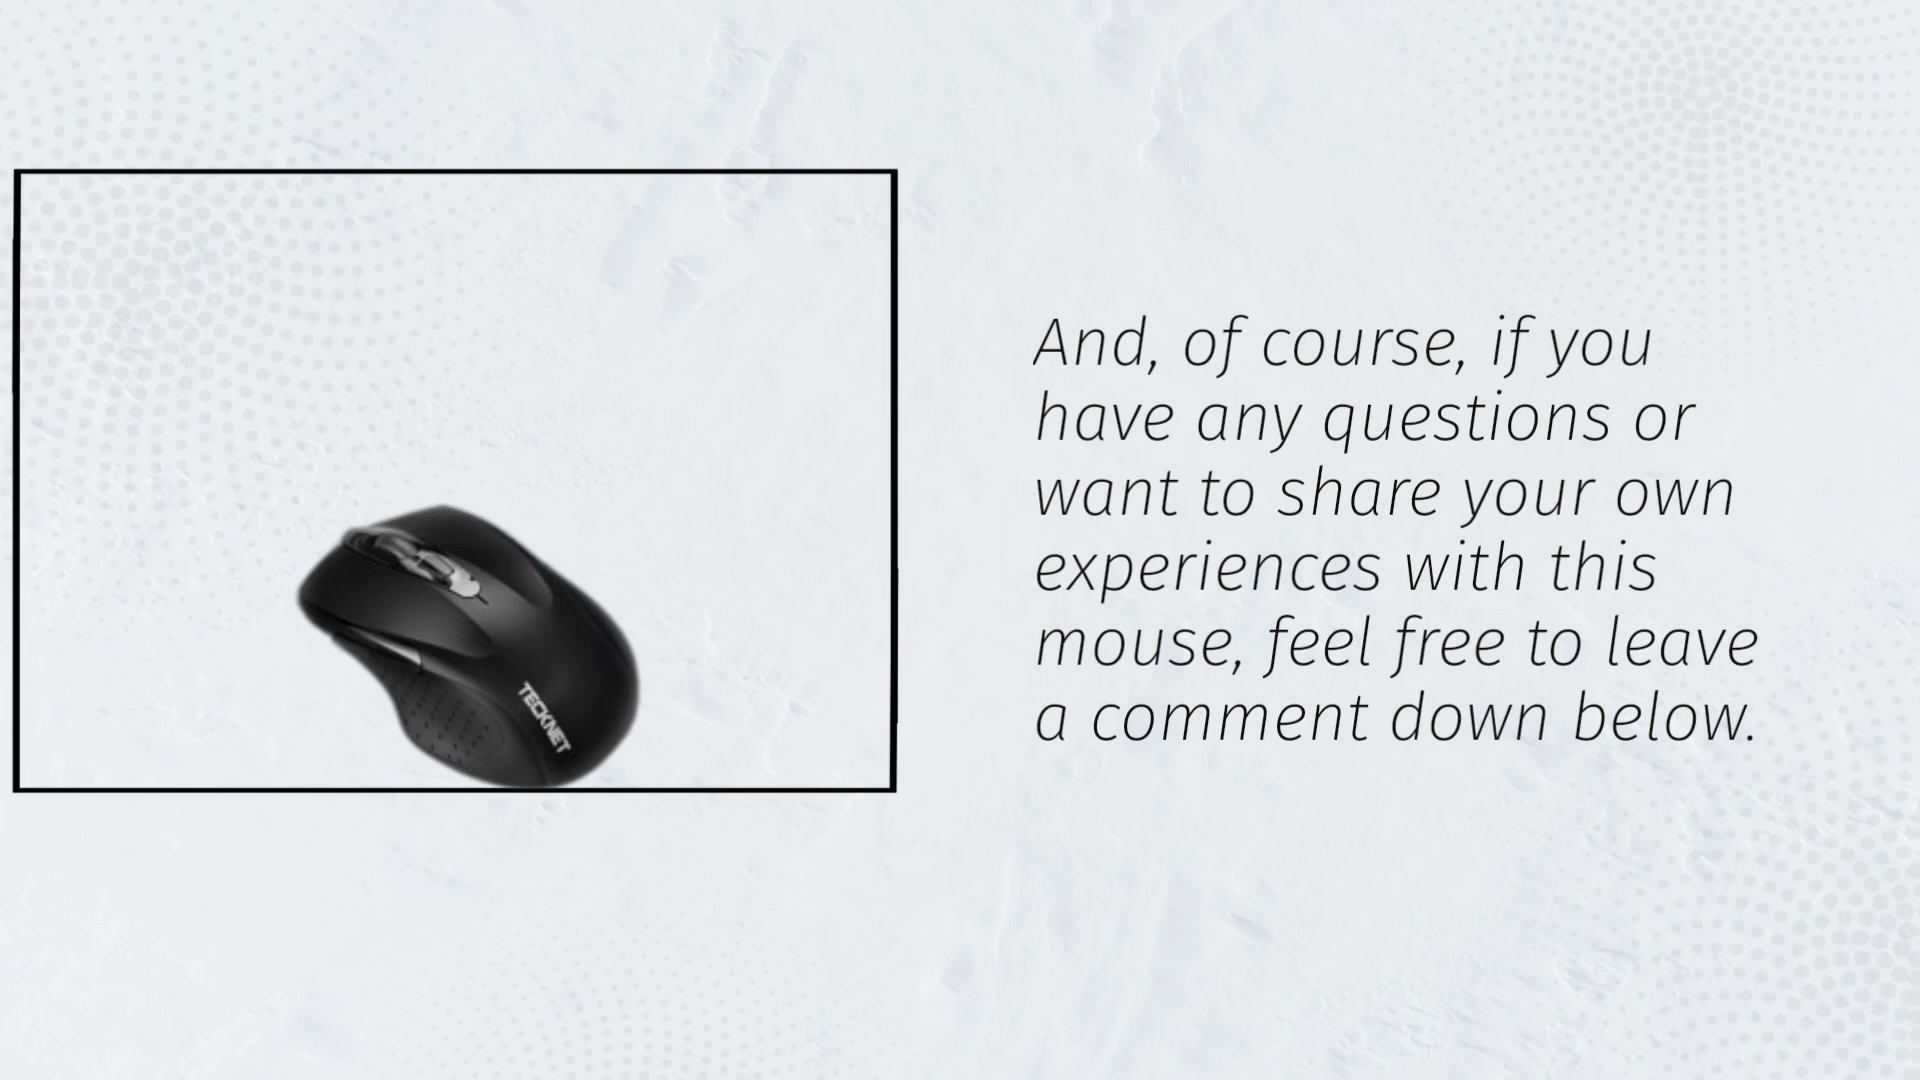 TECKNET
And, of course, if you
have any questions or
want to share your own
experiences with this
mouse, feel free to leave
a comment down below.